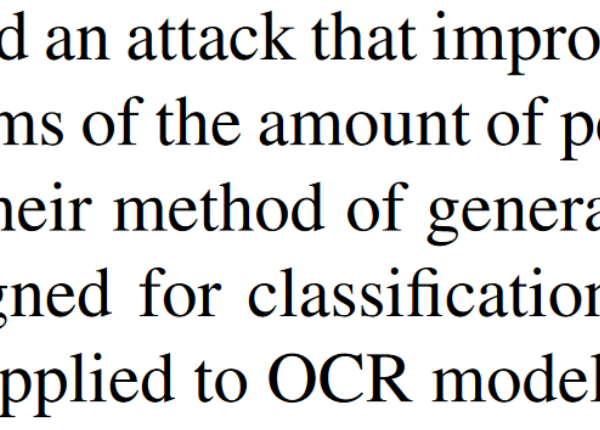 d an attack that impro
ms of the amount of p
heir method of genera
gned for classification
pplied to OCR model